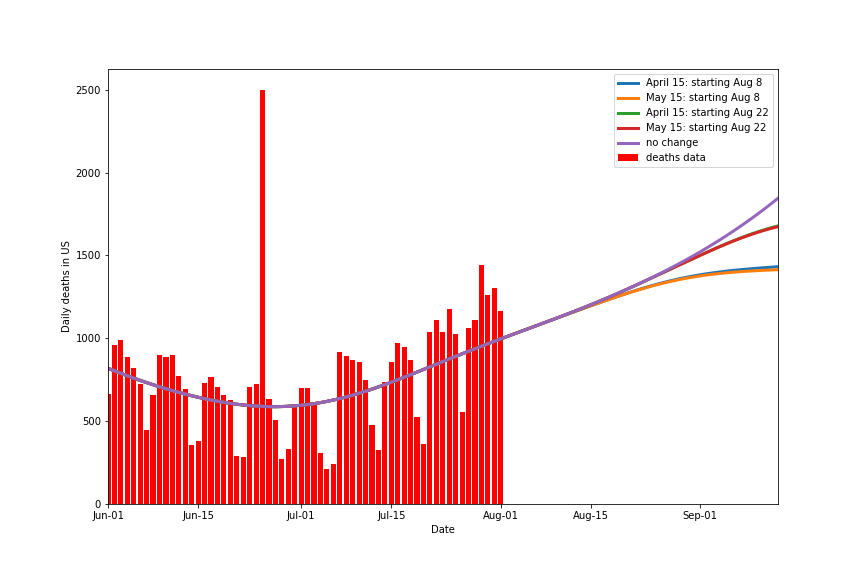 2500
2000
1500
1000
500
0
Daily deaths in US
Jun-01 Jun-15 Jul-01 Jul-15 Aug-01 Aug-15 Sep-01
Date
April 15: starting Aug 8
May 15: starting Aug 8
April 15: starting Aug 22
May 15: starting Aug 22
no change
deaths data